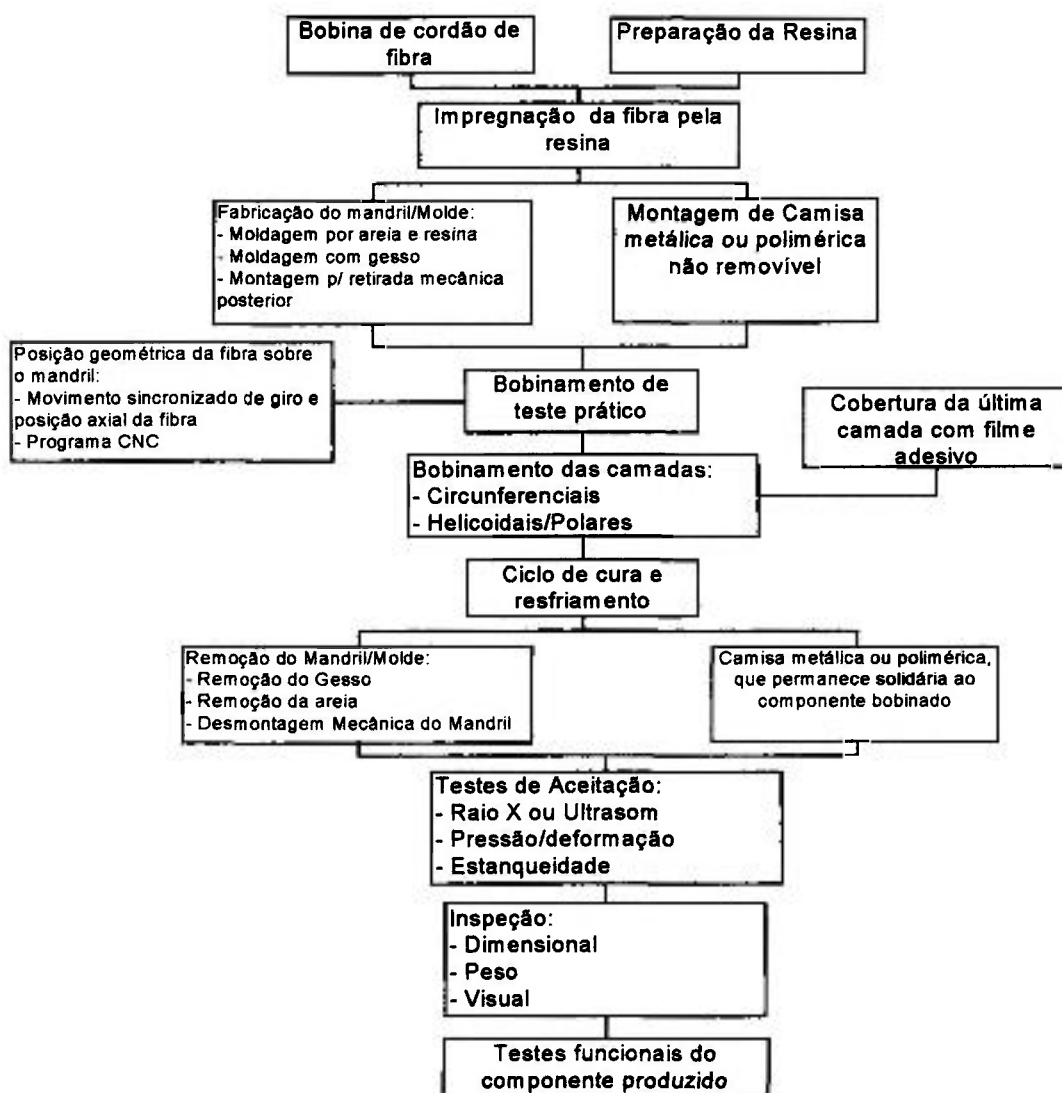 Bobina de cordão de
fibra
Preparação da Resina
Impregnação da fibra pela
resina
Fabricação do mandril/Molde:
- Moldagem por areia e resina
- Moldagem com gesso
- Montagem p/ retirada mecânica
posterior
Montagem de Camisa
metálica ou polimérica
não removível
Posição geométrica da fibra sobre
o mandril:
- Movimento sincronizado de giro e
posição axial da fibra
- Programa CNC
Bobinamento de
teste prático
Cobertura da última
camada com filme
adesivo
Bobinamento das camadas:
- Circunferenciais
- Helicoidais/Polares
Ciclo de cura e
resfriamento
Remoção do Mandril/Molde:
- Remoção do Gesso
- Remoção da areia
- Desmontagem Mecânica do Mandril
Camisa metálica ou polimérica,
que permanece solidária ao
componente bobinado
Testes de Aceitação:
- Raio X ou Ultrasom
- Pressão/deformação
- Estanqueidade
Inspeção:
- Dimensional
- Peso
- Visual
Testes funcionais do
componente produzido